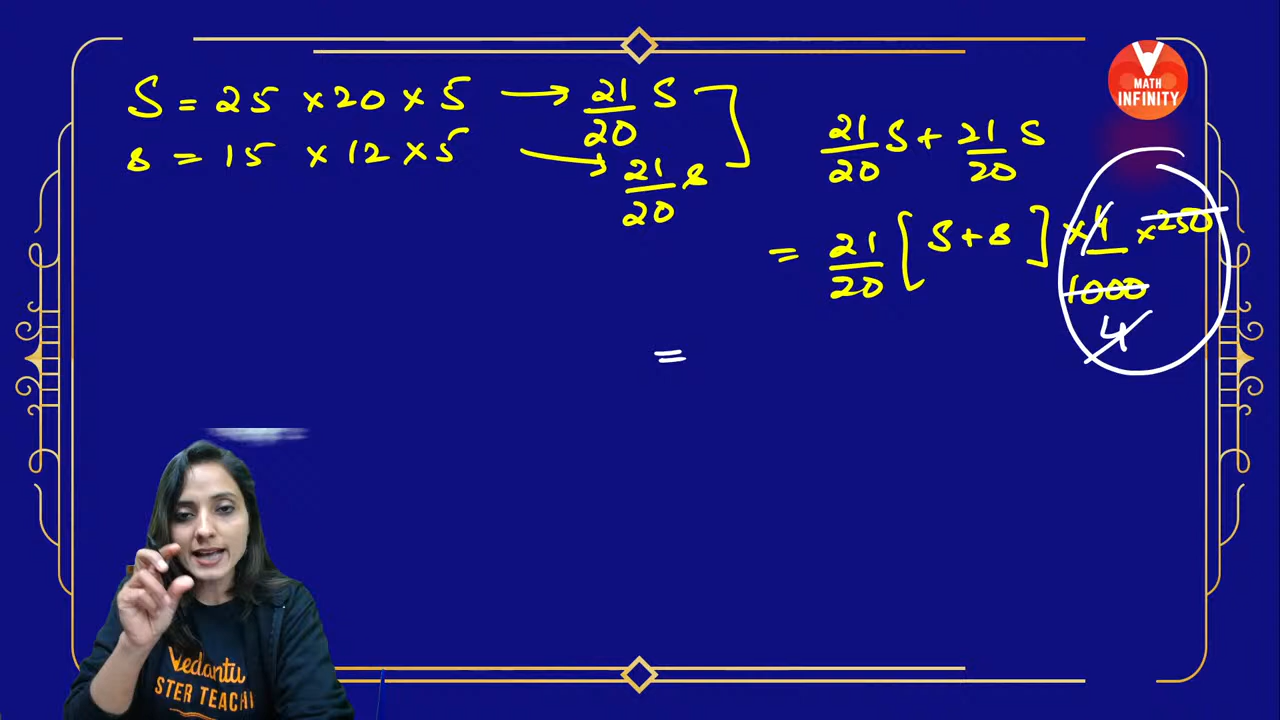 S = 25 × 20 × 5 → 21/20 S
s = 15 × 12 × 5 → 21/20 s
21/20 S + 21/20 S
= 21/20 [S + s] × 4/1000 × 250
4
=
MATH
INFINITY
Vedantu
STER TEACH